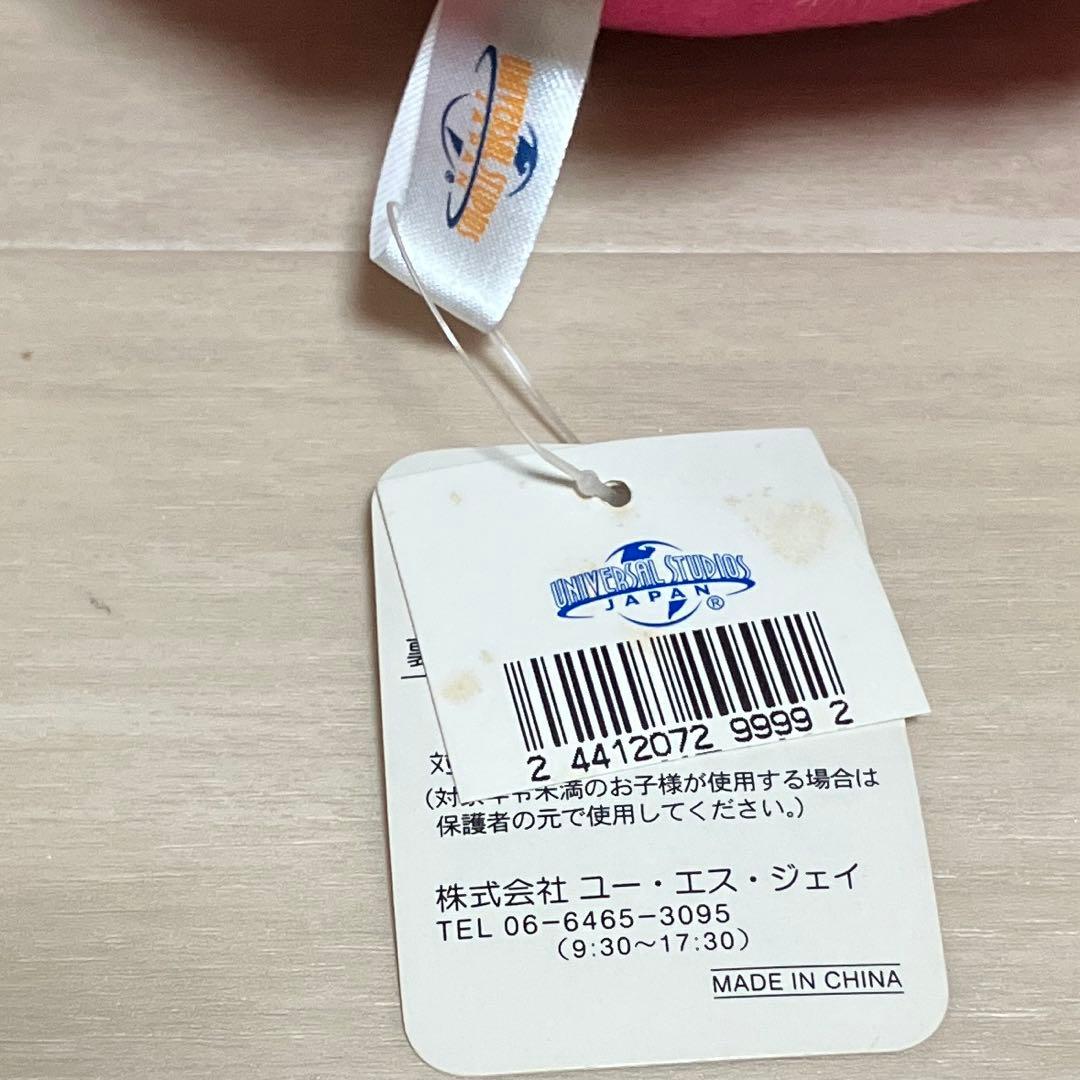 UNIVERSAL STUDIOS
JAPAN
®
UNIVERSAL STUDIOS
JAPAN
®
2 44120729999 2
対
(対象年令未満のお子様が使用する場合は
保護者の元で使用してください。)
株式会社 ユー・エス・ジェイ
TEL 06-6465-3095
(9:30〜17:30)
MADE IN CHINA